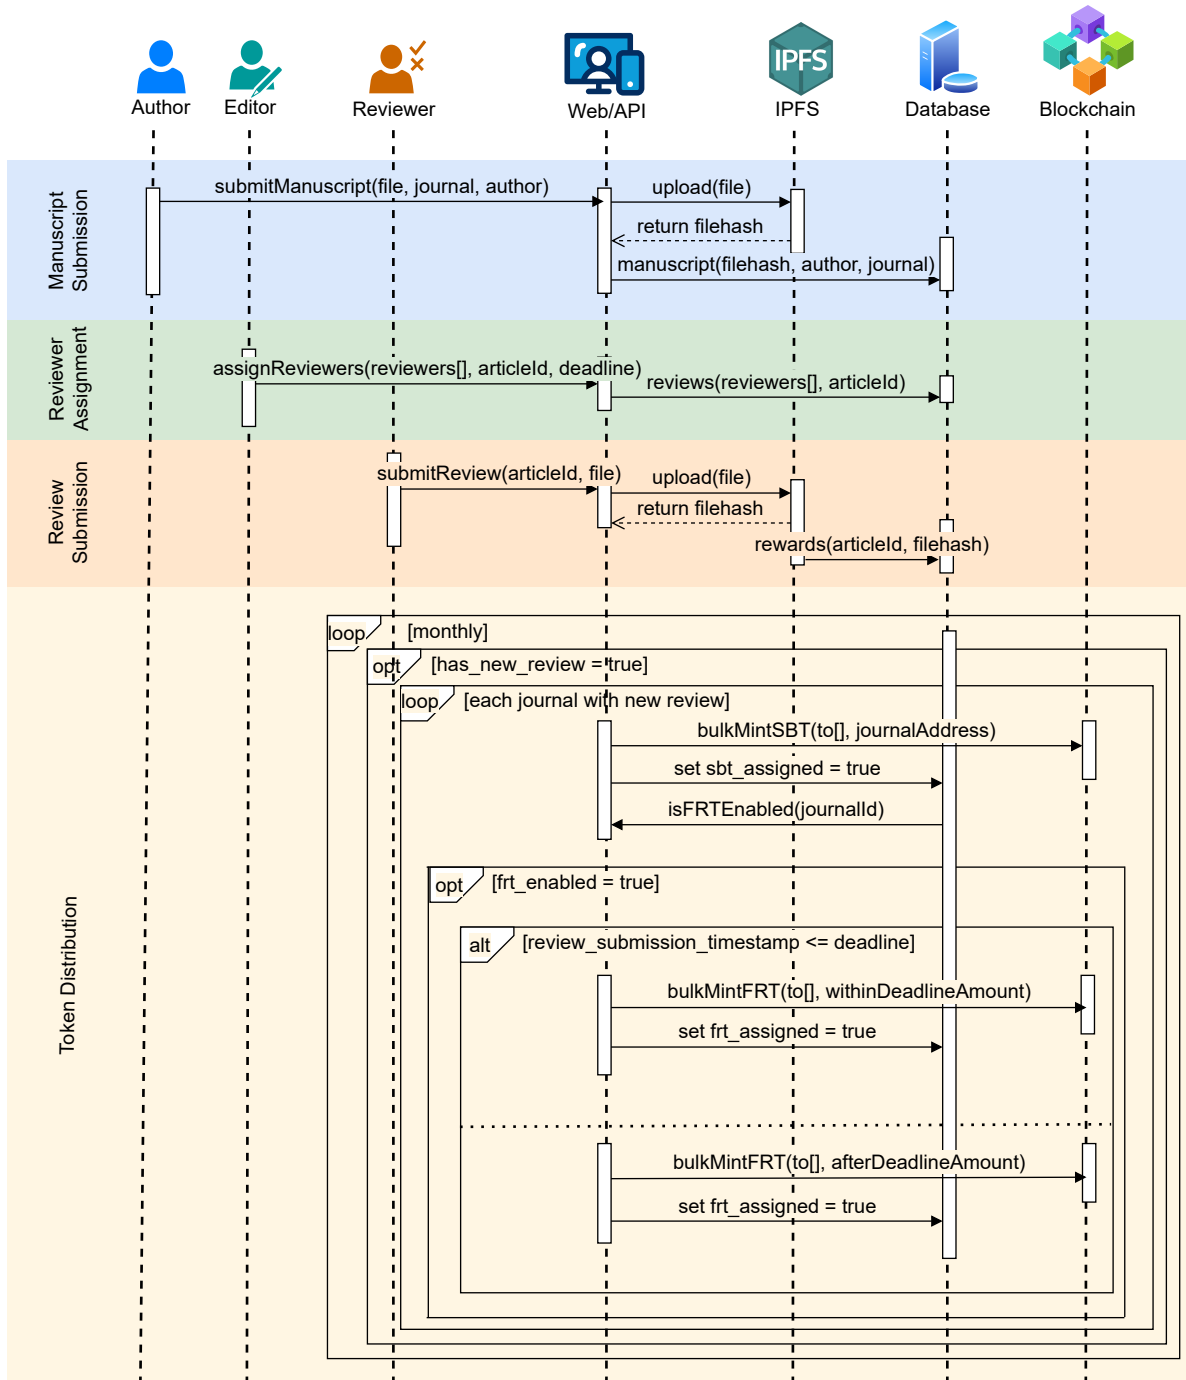 IPFS
Author
Editor
Reviewer
Web/API
IPFS
Database
Blockchain
Manuscript
Submission
submitManuscript(file, journal, author)
upload(file)
return filehash
manuscript(filehash, author, journal)
Reviewer
Assignment
assignReviewers(reviewers[], articleId, deadline)
reviews(reviewers[], articleId)
Review
Submission
submitReview(articleId, file)
upload(file)
return filehash
rewards(articleId, filehash)
Token Distribution
loop
[monthly]
opt
[has_new_review = true]
loop
[each journal with new review]
bulkMintSBT(to[], journalAddress)
set sbt_assigned = true
isFRTEnabled(journalId)
opt
[frt_enabled = true]
alt
[review_submission_timestamp <= deadline]
bulkMintFRT(to[], withinDeadlineAmount)
set frt_assigned = true
bulkMintFRT(to[], afterDeadlineAmount)
set frt_assigned = true